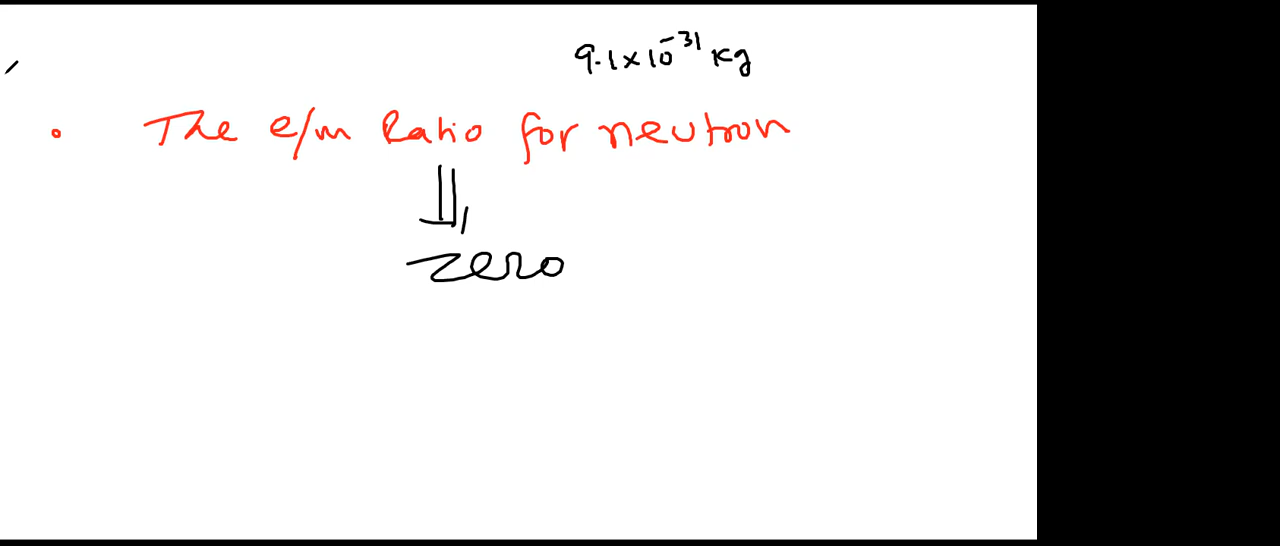 9.1×10⁻³¹ kg
The e/m Ratio for neutron
zero